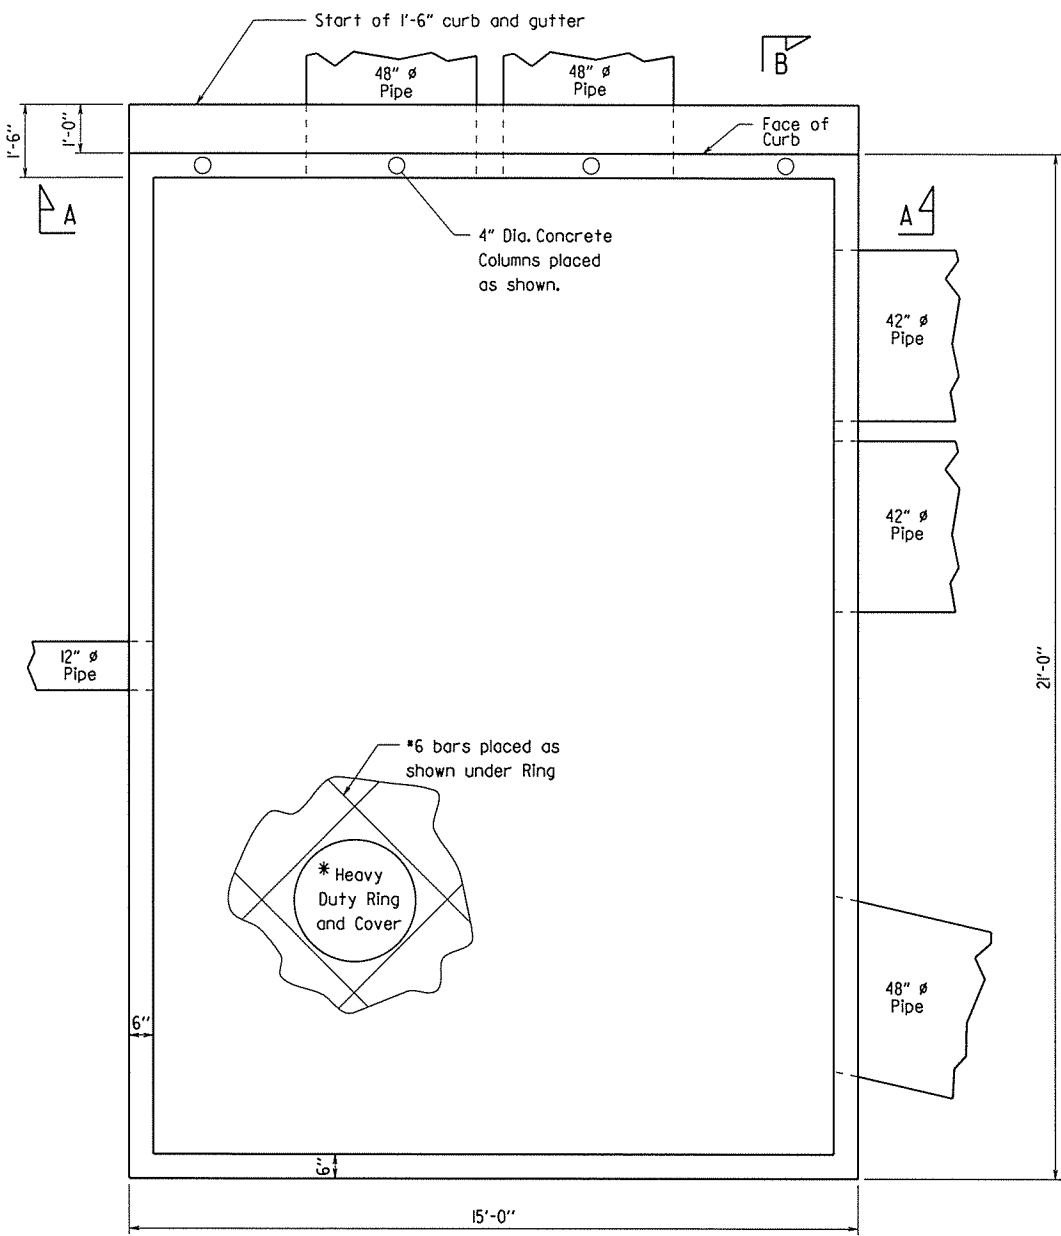 Start of 1'-6" curb and gutter
48" ø
Pipe
48" ø
Pipe
B
1'-6"
1'-0"
Face of
Curb
A
A
4" Dia. Concrete
Columns placed
as shown.
42" ø
Pipe
42" ø
Pipe
12" ø
Pipe
21'-0"
#6 bars placed as
shown under Ring
* Heavy
Duty Ring
and Cover
48" ø
Pipe
6"
6"
15'-0"